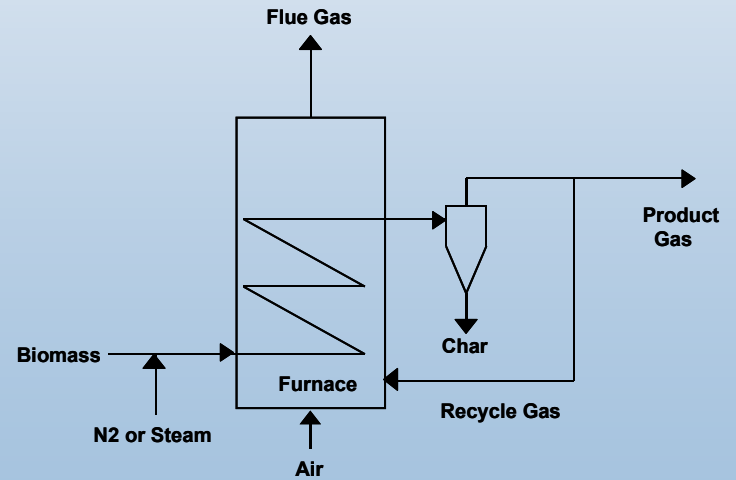 Flue Gas
Product
Gas
Biomass
Char
Furnace
Recycle Gas
N2 or Steam
Air